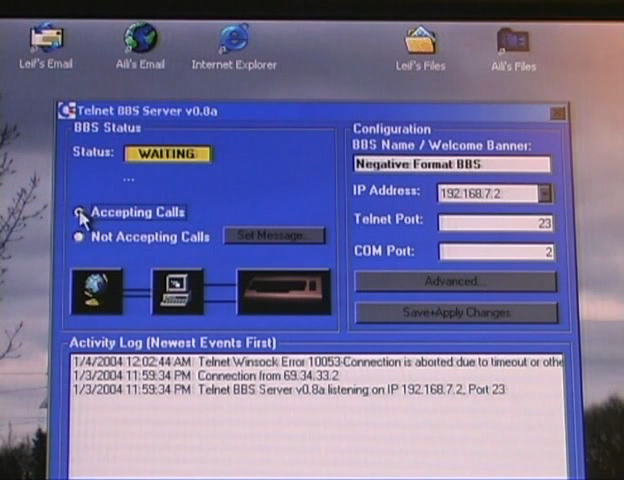 Leif's Email
Aili's Email
Internet Explorer
Leif's Files
Aili's Files
Telnet BBS Server v0.8a
BBS Status
Status: WAITING
...
Accepting Calls
Not Accepting Calls
Set Message...
Configuration
BBS Name / Welcome Banner:
Negative Format BBS
IP Address: 192.168.7.2
Telnet Port: 23
COM Port: 2
Advanced...
Save+Apply Changes
Activity Log (Newest Events First)
1/4/2004 12:02:44 AM Telnet Winsock Error 10053-Connection is aborted due to timeout or othe
1/3/2004 11:59:34 PM Connection from 69.34.33.2
1/3/2004 11:59:34 PM Telnet BBS Server v0.8a listening on IP 192.168.7.2, Port 23